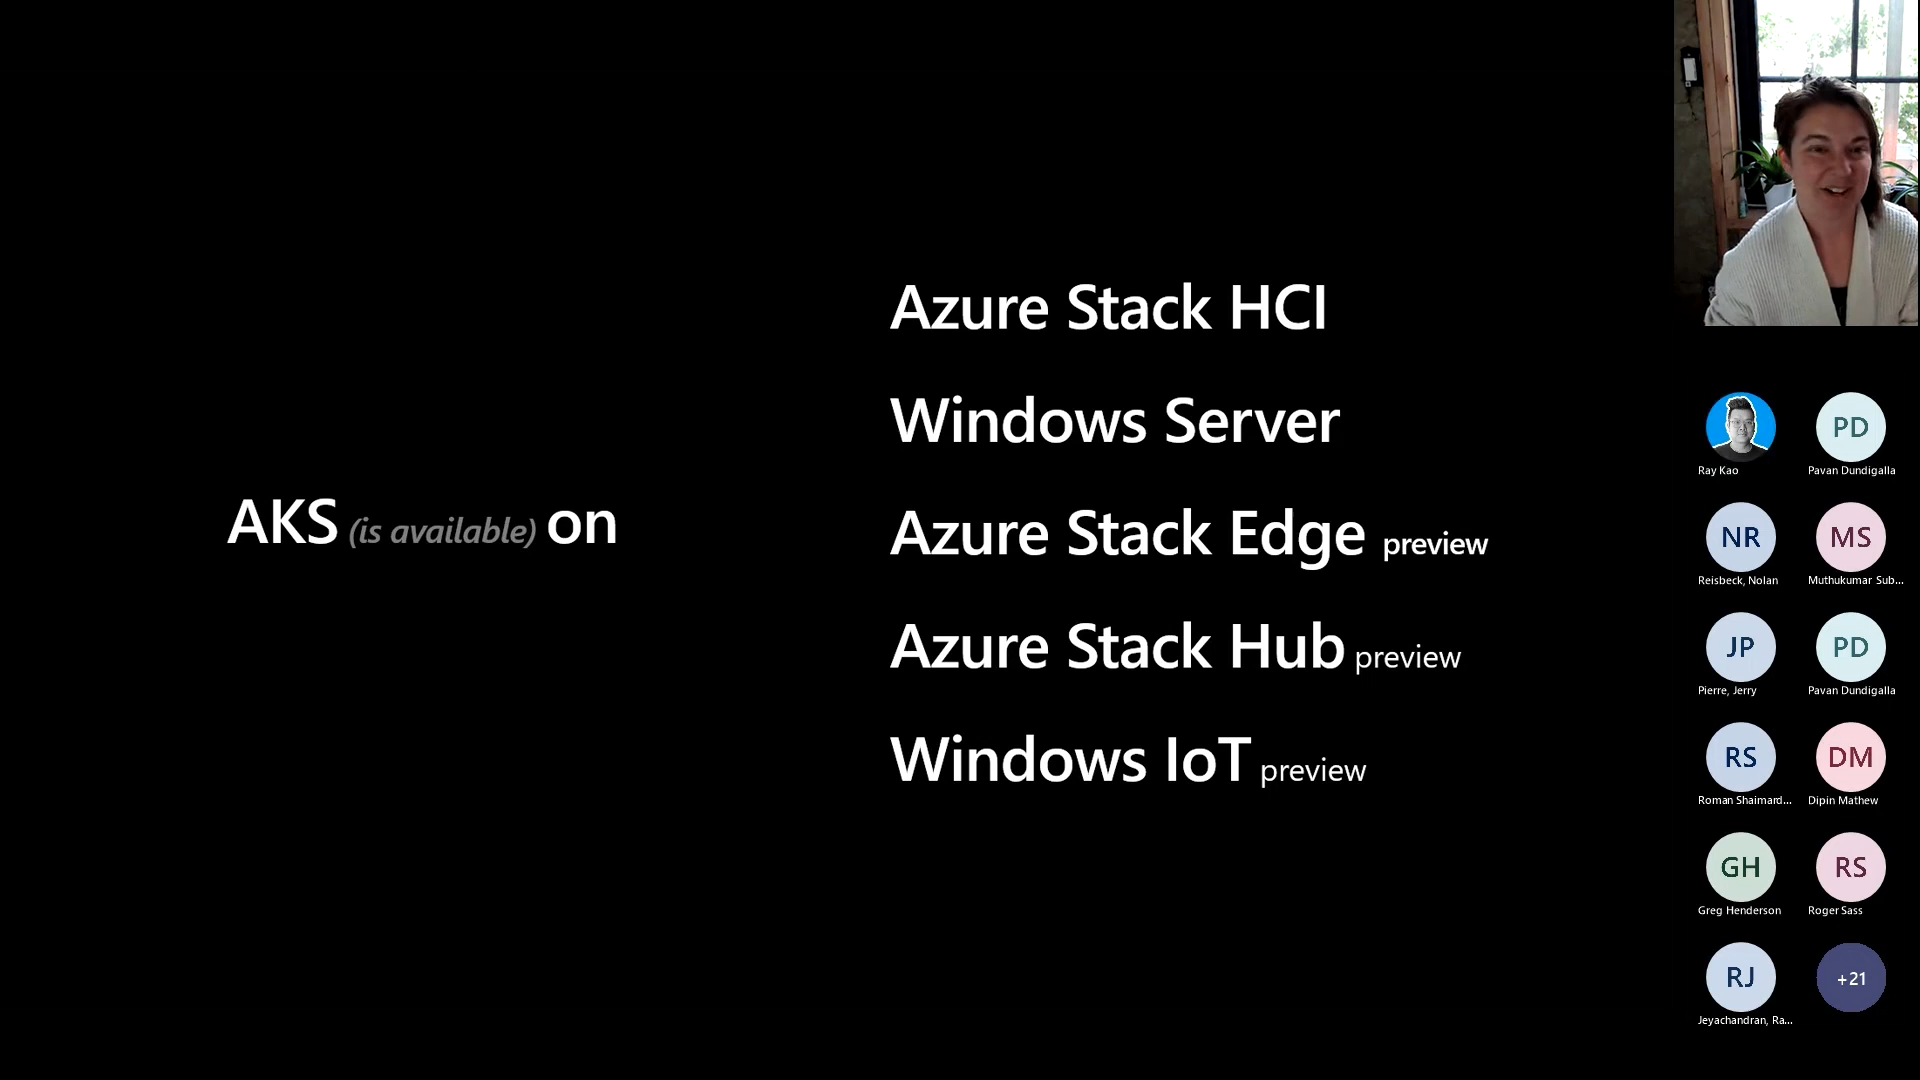 AKS (is available) on
Azure Stack HCI
Windows Server
Azure Stack Edge preview
Azure Stack Hub preview
Windows IoT preview
Ray Kao
PD
Pavan Dundigalla
NR
Reisbeck, Nolan
MS
Muthukumar Sub...
JP
Pierre, Jerry
PD
Pavan Dundigalla
RS
Roman Shaimard...
DM
Dipin Mathew
GH
Greg Henderson
RS
Roger Sass
RJ
Jeyachandran, Ra...
+21